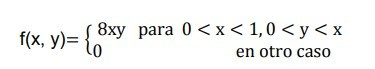 f(x, y)= { 8xy para 0 < x < 1, 0 < y < x
0 en otro caso